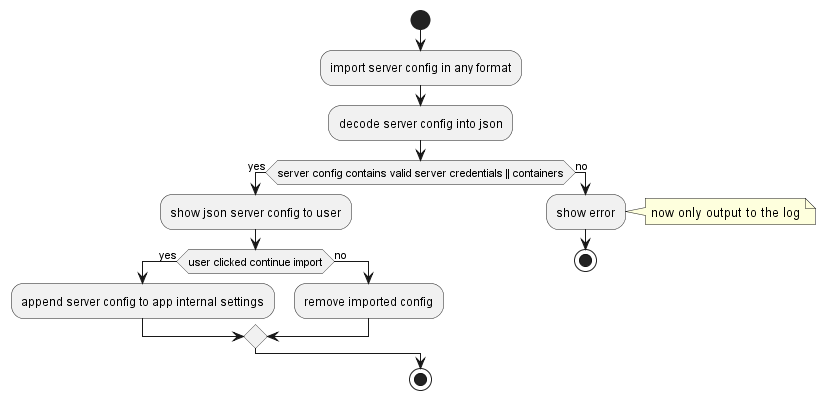 import server config in any format
decode server config into json
yes
server config contains valid server credentials || containers
no
show json server config to user
show error
now only output to the log
yes
user clicked continue import
no
append server config to app internal settings
remove imported config